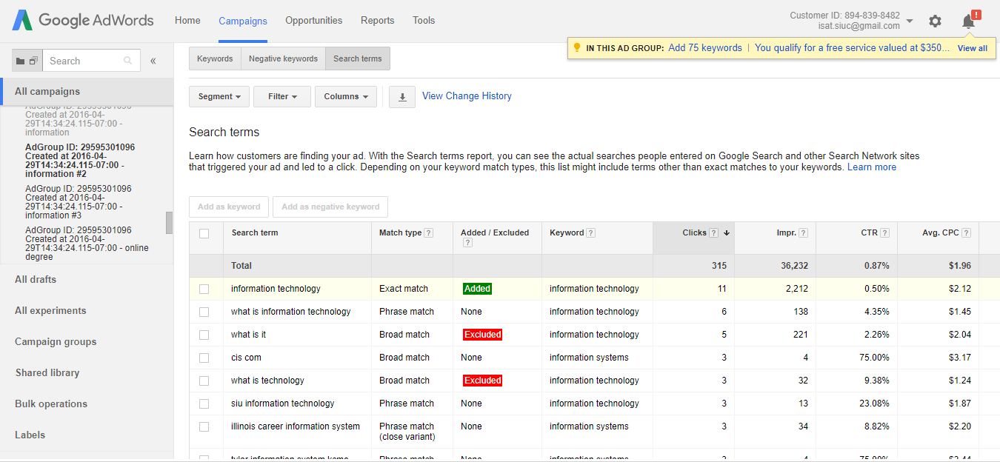 Google AdWords
Home Campaigns Opportunities Reports Tools
Customer ID: 894-839-8482
isat.siuc@gmail.com
!
IN THIS AD GROUP: Add 75 keywords | You qualify for a free service valued at $350... View all
Search «
All campaigns
AdGroup ID: 29595301096
Created at 2016-04-
29T14:34:24.115-07:00 -
information
AdGroup ID: 29595301096
Created at 2016-04-
29T14:34:24.115-07:00 -
information #2
AdGroup ID: 29595301096
Created at 2016-04-
29T14:34:24.115-07:00 -
information #3
AdGroup ID: 29595301096
Created at 2016-04-
29T14:34:24.115-07:00 - online
degree
All drafts
All experiments
Campaign groups
Shared library
Bulk operations
Labels
Keywords Negative keywords Search terms
Segment Filter Columns View Change History
Search terms
Learn how customers are finding your ad. With the Search terms report, you can see the actual searches people entered on Google Search and other Search Network sites
that triggered your ad and led to a click. Depending on your keyword match types, this list might include terms other than exact matches to your keywords. Learn more
Add as keyword Add as negative keyword
Search term Match type ? Added / Excluded ? Keyword ? Clicks ? Impr. ? CTR ? Avg. CPC ?
Total 315 36,232 0.87% $1.96
information technology Exact match Added information technology 11 2,212 0.50% $2.12
what is information technology Phrase match None information technology 6 138 4.35% $1.45
what is it Broad match Excluded information technology 5 221 2.26% $2.04
cis com Broad match None information systems 3 4 75.00% $3.17
what is technology Broad match Excluded information technology 3 32 9.38% $1.24
siu information technology Phrase match None information technology 3 13 23.08% $1.87
illinois career information system Phrase match (close variant) None information systems 3 34 8.82% $2.20